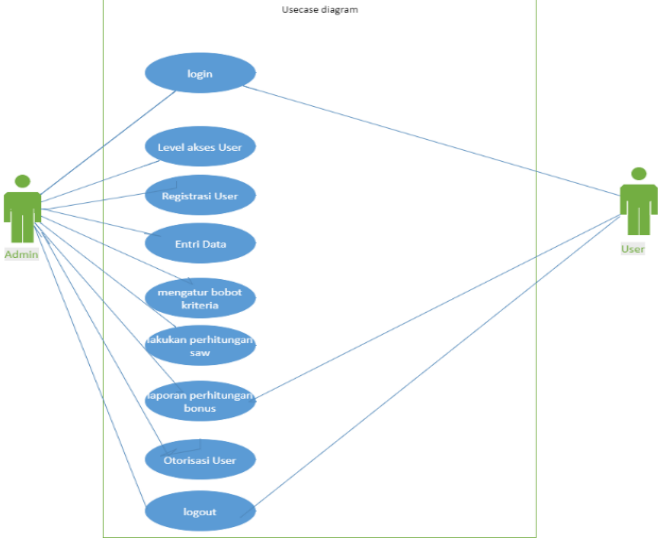 Usecase diagram
login
Level akses User
Registrasi User
Entri Data
mengatur bobot
kriteria
lakukan perhitungan
saw
laporan perhitungan
bonus
Otorisasi User
logout
Admin
User